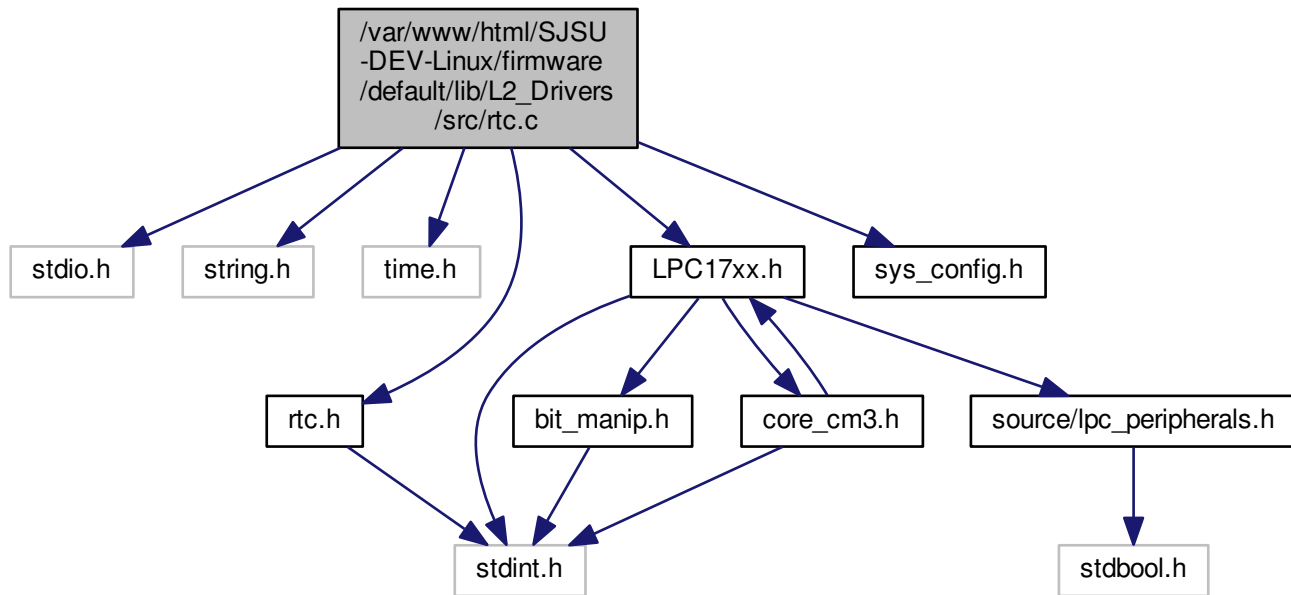 /var/www/html/SJSU
-DEV-Linux/firmware
/default/lib/L2_Drivers
/src/rtc.c
stdio.h
string.h
time.h
LPC17xx.h
sys_config.h
rtc.h
bit_manip.h
core_cm3.h
source/lpc_peripherals.h
stdint.h
stdbool.h